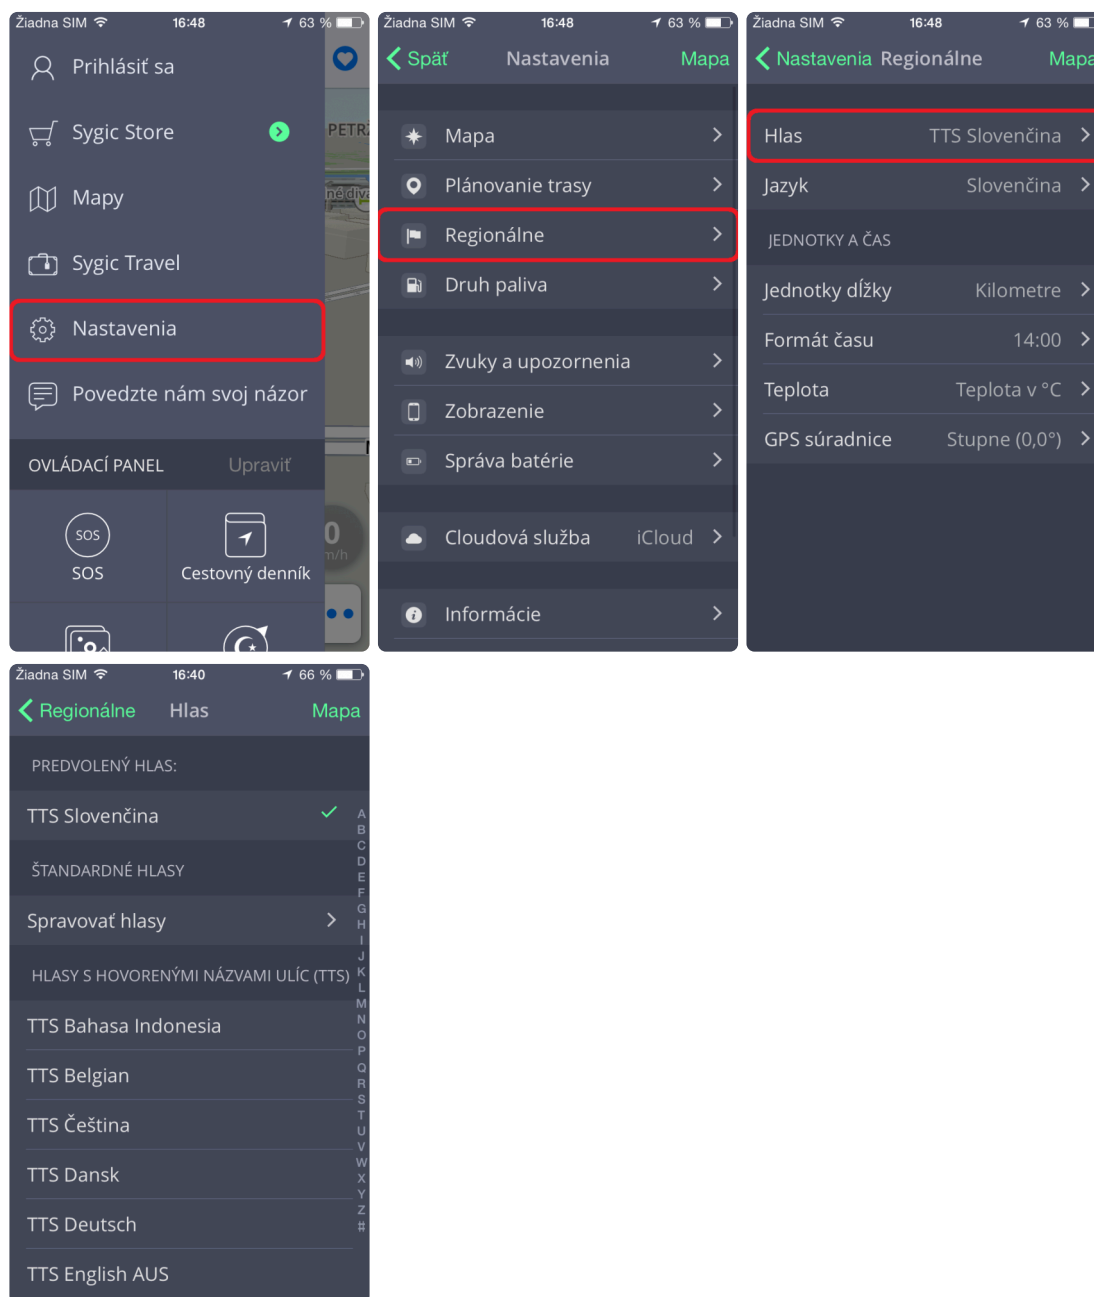 Žiadna SIM 16:48 63 %
Prihlásiť sa
Sygic Store
PETRŽ
Mapy
né diva
Sygic Travel
Nastavenia
Povedzte nám svoj názor
OVLÁDACÍ PANEL Upraviť
SOS
0
m/h
SOS
Cestovný denník
Žiadna SIM 16:48 63 %
Späť Nastavenia Mapa
Mapa
Plánovanie trasy
Regionálne
Druh paliva
Zvuky a upozornenia
Zobrazenie
Správa batérie
Cloudová služba iCloud
Informácie
Žiadna SIM 16:48 63 %
Nastavenia Regionálne Mapa
Hlas TTS Slovenčina
Jazyk Slovenčina
JEDNOTKY A ČAS
Jednotky dĺžky Kilometre
Formát času 14:00
Teplota Teplota v °C
GPS súradnice Stupne (0,0°)
Žiadna SIM 16:40 66 %
Regionálne Hlas Mapa
PREDVOLENÝ HLAS:
TTS Slovenčina
ŠTANDARDNÉ HLASY
Spravovať hlasy
HLASY S HOVORENÝMI NÁZVAMI ULÍC (TTS)
TTS Bahasa Indonesia
TTS Belgian
TTS Čeština
TTS Dansk
TTS Deutsch
TTS English AUS
A
B
C
D
E
F
G
H
I
J
K
L
M
N
O
P
Q
R
S
T
U
V
W
X
Y
Z
#